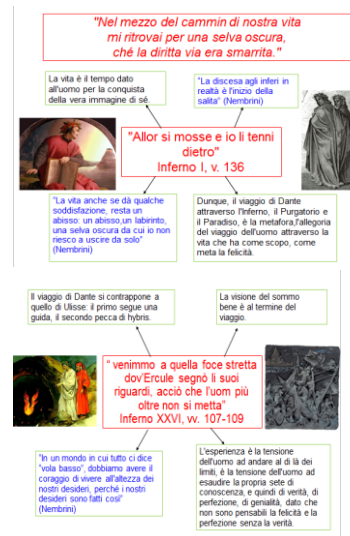 "Nel mezzo del cammin di nostra vita
mi ritrovai per una selva oscura,
ché la diritta via era smarrita."
La vita è il tempo dato
all'uomo per la conquista
della vera immagine di sé.
"La discesa agli inferi in
realtà è l'inizio della
salita" (Nembrini)
"Allor si mosse e io li tenni
dietro"
Inferno I, v. 136
"La vita anche se dà qualche
soddisfazione, resta un
abisso: un abisso,un labirinto,
una selva oscura da cui io non
riesco a uscire da solo"
(Nembrini)
Dunque, il viaggio di Dante
attraverso l'Inferno, il Purgatorio e
il Paradiso, è la metafora,l'allegoria
del viaggio dell'uomo attraverso la
vita che ha come scopo, come
meta la felicità.
Il viaggio di Dante si contrappone a
quello di Ulisse: il primo segue una
guida, il secondo pecca di hybris.
La visione del sommo
bene è al termine del
viaggio.
" venimmo a quella foce stretta
dov'Ercule segnò li suoi
riguardi, acciò che l'uom più
oltre non si metta"
Inferno XXVI, vv. 107-109
"In un mondo in cui tutto ci dice
"vola basso", dobbiamo avere il
coraggio di vivere all'altezza dei
nostri desideri, perché i nostri
desideri sono fatti così"
(Nembrini)
L'esperienza è la tensione
dell'uomo ad andare al di là dei
limiti, è la tensione dell'uomo ad
esaudire la propria sete di
conoscenza, e quindi di verità, di
perfezione, di genialità, dato che
non sono pensabili la felicità e la
perfezione senza la verità.